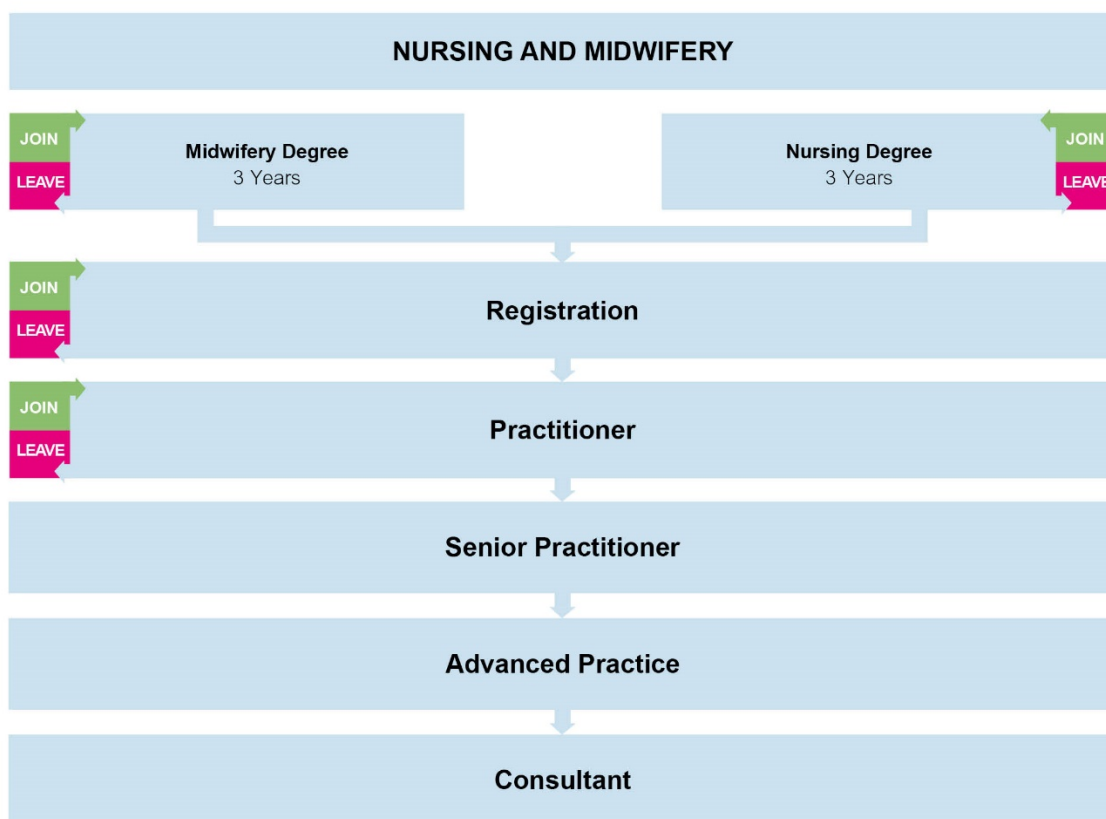 NURSING AND MIDWIFERY
JOIN
LEAVE
Midwifery Degree
3 Years
Nursing Degree
3 Years
JOIN
LEAVE
JOIN
LEAVE
Registration
JOIN
LEAVE
Practitioner
Senior Practitioner
Advanced Practice
Consultant